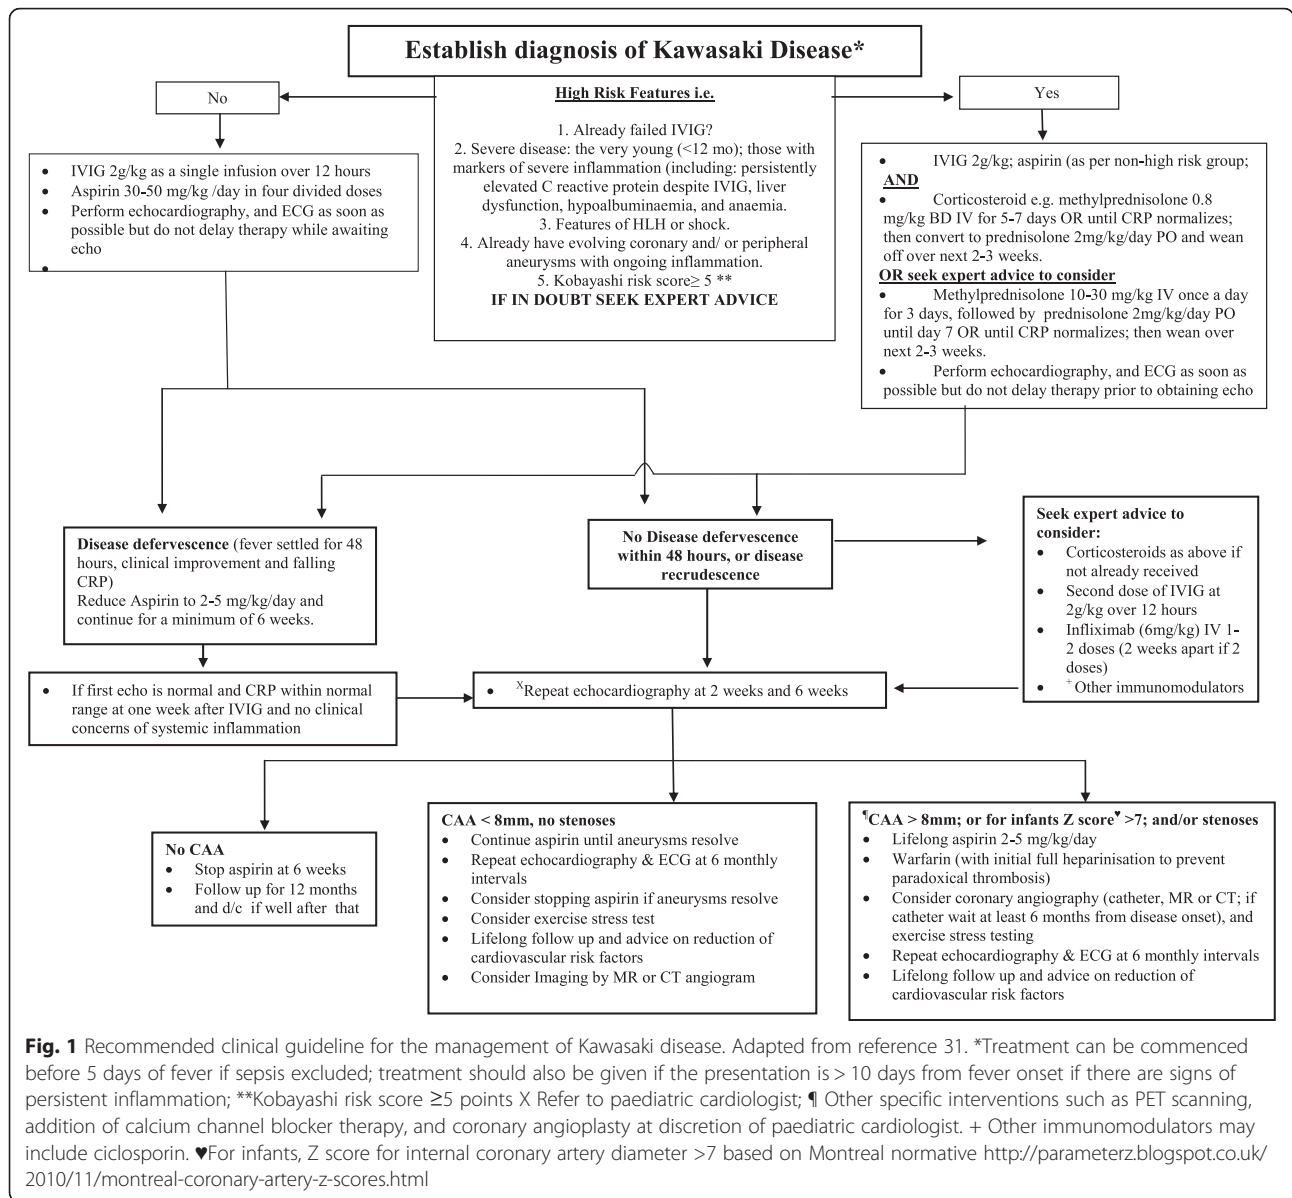 Establish diagnosis of Kawasaki Disease*
No
High Risk Features i.e.
1. Already failed IVIG?
2. Severe disease: the very young (<12 mo); those with
markers of severe inflammation (including: persistently
elevated C reactive protein despite IVIG, liver
dysfunction, hypoalbuminaemia, and anaemia.
3. Features of HLH or shock.
4. Already have evolving coronary and/ or peripheral
aneurysms with ongoing inflammation.
5. Kobayashi risk score≥ 5 **
IF IN DOUBT SEEK EXPERT ADVICE
Yes
• IVIG 2g/kg as a single infusion over 12 hours
• Aspirin 30-50 mg/kg /day in four divided doses
• Perform echocardiography, and ECG as soon as
possible but do not delay therapy while awaiting
echo
•
• IVIG 2g/kg; aspirin (as per non-high risk group;
AND
• Corticosteroid e.g. methylprednisolone 0.8
mg/kg BD IV for 5-7 days OR until CRP normalizes;
then convert to prednisolone 2mg/kg/day PO and wean
off over next 2-3 weeks.
OR seek expert advice to consider
• Methylprednisolone 10-30 mg/kg IV once a day
for 3 days, followed by prednisolone 2mg/kg/day PO
until day 7 OR until CRP normalizes; then wean over
next 2-3 weeks.
• Perform echocardiography, and ECG as soon as
possible but do not delay therapy prior to obtaining echo
Disease defervescence (fever settled for 48
hours, clinical improvement and falling
CRP)
Reduce Aspirin to 2-5 mg/kg/day and
continue for a minimum of 6 weeks.
No Disease defervescence
within 48 hours, or disease
recrudescence
Seek expert advice to
consider:
• Corticosteroids as above if
not already received
• Second dose of IVIG at
2g/kg over 12 hours
• Infliximab (6mg/kg) IV 1-
2 doses (2 weeks apart if 2
doses)
• + Other immunomodulators
• If first echo is normal and CRP within normal
range at one week after IVIG and no clinical
concerns of systemic inflammation
• XRepeat echocardiography at 2 weeks and 6 weeks
No CAA
• Stop aspirin at 6 weeks
• Follow up for 12 months
and d/c if well after that
CAA < 8mm, no stenoses
• Continue aspirin until aneurysms resolve
• Repeat echocardiography & ECG at 6 monthly
intervals
• Consider stopping aspirin if aneurysms resolve
• Consider exercise stress test
• Lifelong follow up and advice on reduction of
cardiovascular risk factors
• Consider Imaging by MR or CT angiogram
¶CAA > 8mm; or for infants Z score♥ >7; and/or stenoses
• Lifelong aspirin 2-5 mg/kg/day
• Warfarin (with initial full heparinisation to prevent
paradoxical thrombosis)
• Consider coronary angiography (catheter, MR or CT; if
catheter wait at least 6 months from disease onset), and
exercise stress testing
• Repeat echocardiography & ECG at 6 monthly intervals
• Lifelong follow up and advice on reduction of
cardiovascular risk factors
Fig. 1 Recommended clinical guideline for the management of Kawasaki disease. Adapted from reference 31. *Treatment can be commenced
before 5 days of fever if sepsis excluded; treatment should also be given if the presentation is > 10 days from fever onset if there are signs of
persistent inflammation; **Kobayashi risk score ≥5 points X Refer to paediatric cardiologist; ¶ Other specific interventions such as PET scanning,
addition of calcium channel blocker therapy, and coronary angioplasty at discretion of paediatric cardiologist. + Other immunomodulators may
include ciclosporin. ♥For infants, Z score for internal coronary artery diameter >7 based on Montreal normative http://parameterz.blogspot.co.uk/
2010/11/montreal-coronary-artery-z-scores.html